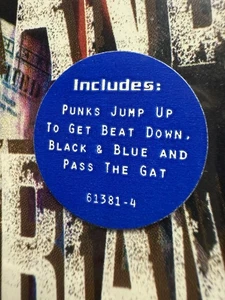 Includes:
PUNKS JUMP UP
TO GET BEAT DOWN,
BLACK & BLUE AND
PASS THE GAT
61381-4